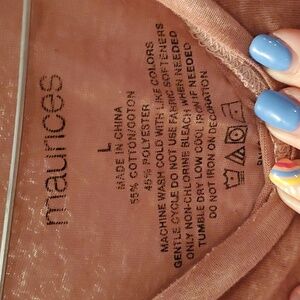 maurices
L
MADE IN CHINA
55% COTTON/COTON
45% POLYESTER
MACHINE WASH COLD WITH LIKE COLORS
GENTLE CYCLE DO NOT USE FABRIC SOFTENERS
ONLY NON-CHLORINE BLEACH WHEN NEEDED
TUMBLE DRY LOW COOL IRON IF NEEDED
DO NOT IRON ON DECORATION